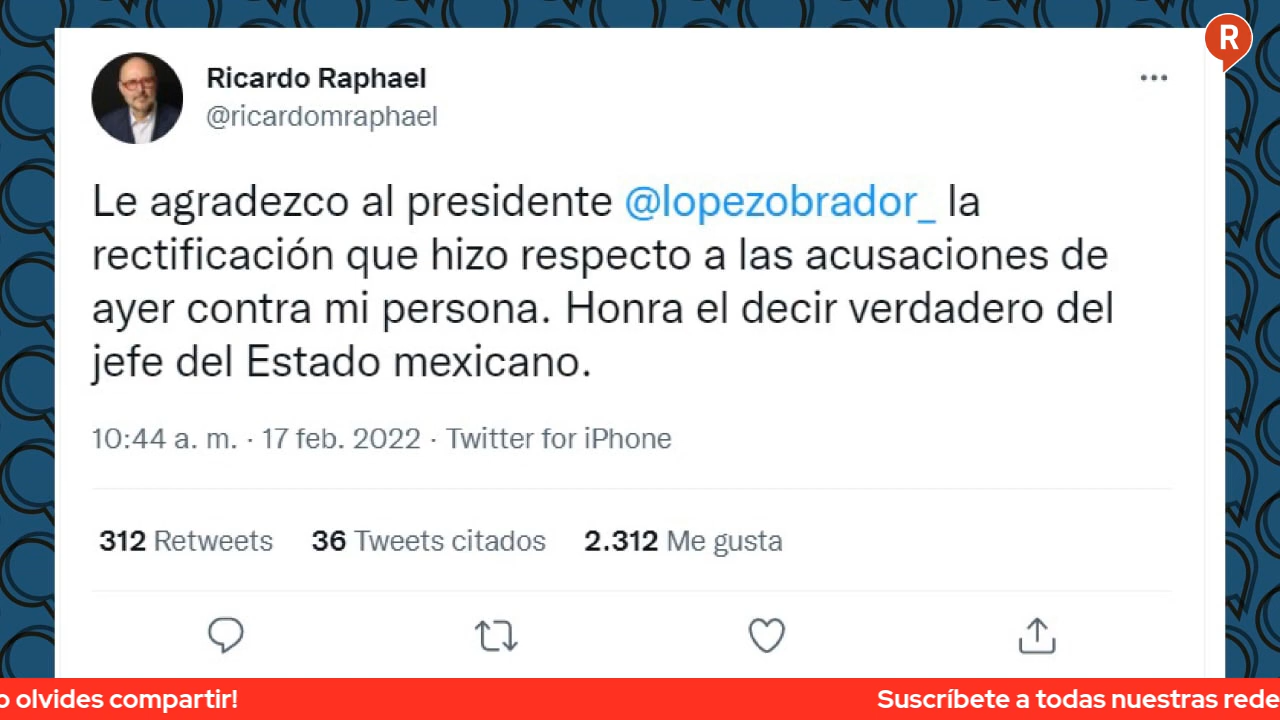 R
Ricardo Raphael
@ricardomraphael
Le agradezco al presidente @lopezobrador_ la
rectificación que hizo respecto a las acusaciones de
ayer contra mi persona. Honra el decir verdadero del
jefe del Estado mexicano.
10:44 a. m. · 17 feb. 2022 · Twitter for iPhone
312 Retweets 36 Tweets citados 2.312 Me gusta
o olvides compartir! Suscríbete a todas nuestras rede